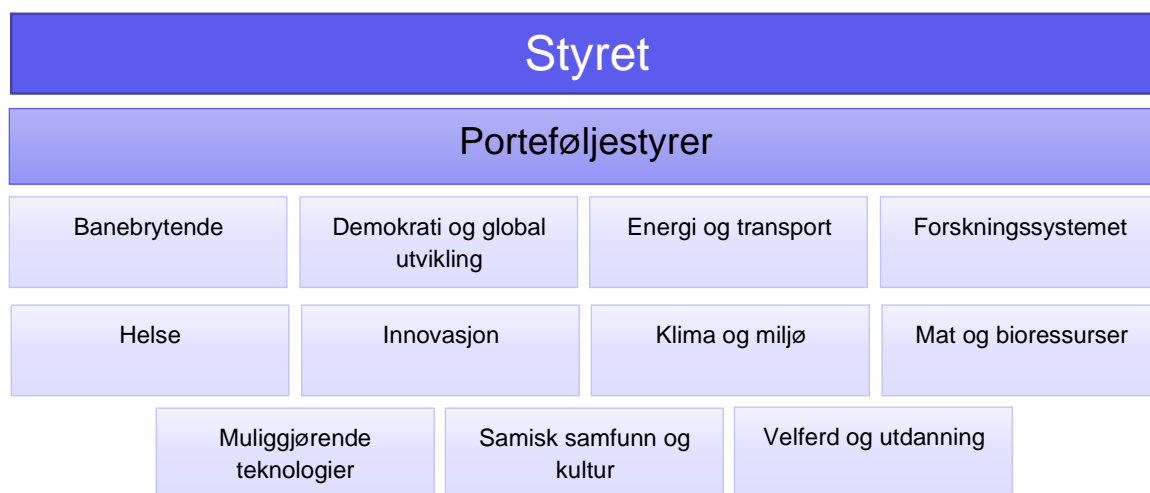 Styret
Porteføljestyrer
Banebrytende
Demokrati og global
utvikling
Energi og transport
Forskningssystemet
Helse
Innovasjon
Klima og miljø
Mat og bioressurser
Muliggjørende
teknologier
Samisk samfunn og
kultur
Velferd og utdanning